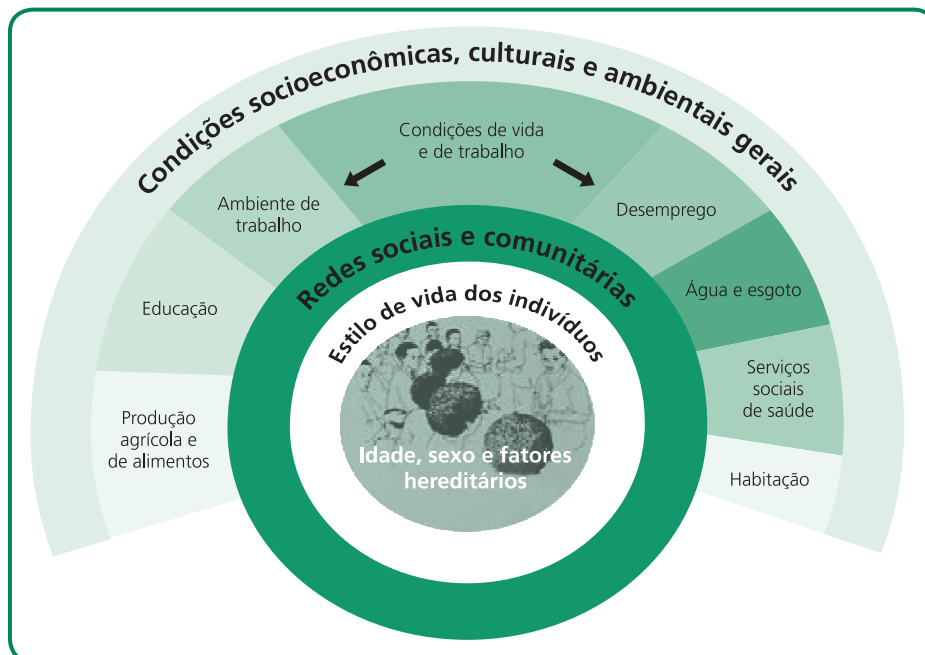 Condições socioeconômicas, culturais e ambientais gerais
Condições de vida
e de trabalho
Ambiente de
trabalho
Desemprego
Redes sociais e comunitárias
Água e esgoto
Educação
Estilo de vida dos indivíduos
Serviços
sociais
de saúde
Produção
agrícola e
de alimentos
Idade, sexo e fatores
hereditários
Habitação